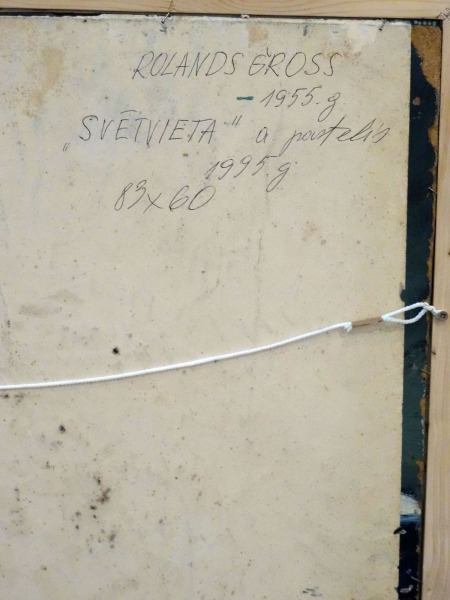 ROLANDS GROSS
- 1955.g
„SVĒTVIETA" a pastelis
1995.g.
83x60